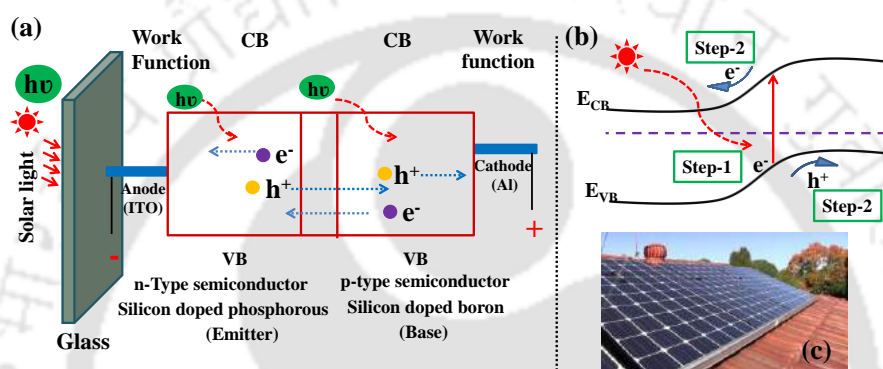 (a)
Work
Function
CB
CB
Work
function
hυ
hυ
hυ
Solar light
Anode
(ITO)
-
e-
h+
h+
e-
Cathode
(Al)
+
VB
n-Type semiconductor
Silicon doped phosphorous
(Emitter)
VB
p-type semiconductor
Silicon doped boron
(Base)
Glass
(b)
Step-2
e-
ECB
Step-1
e-
EVB
h+
Step-2
(c)